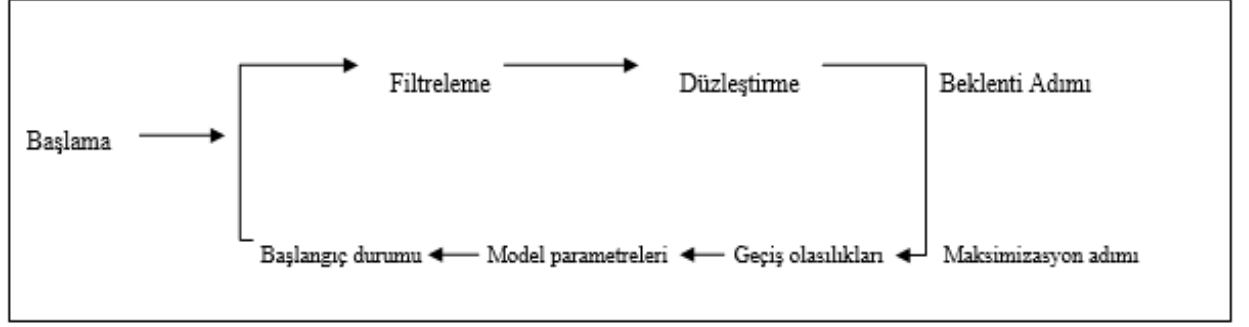 Filtreleme Düzleştirme Beklenti Adımı
Başlama
Başlangıç durumu Model parametreleri Geçiş olasılıkları Maksimizasyon adımı